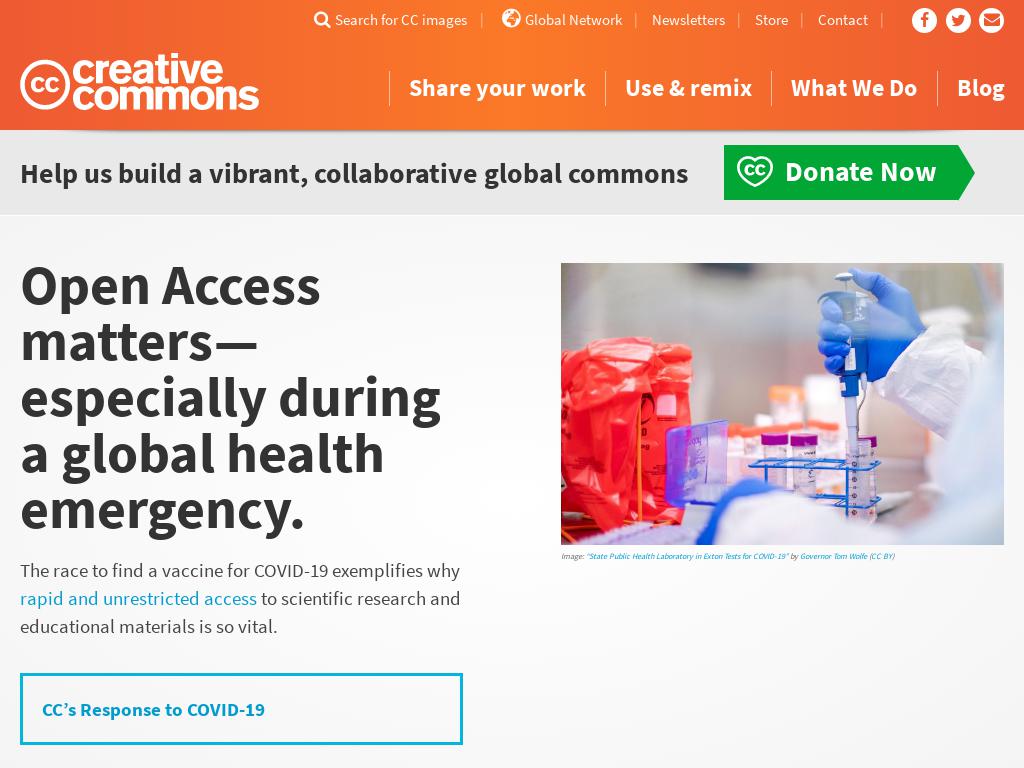 Search for CC images
Global Network
Newsletters
Store
Contact
cc creative
commons
Share your work
Use & remix
What We Do
Blog
Help us build a vibrant, collaborative global commons
cc Donate Now
Open Access
matters—
especially during
a global health
emergency.
The race to find a vaccine for COVID-19 exemplifies why
rapid and unrestricted access to scientific research and
educational materials is so vital.
CC’s Response to COVID-19
Image: “State Public Health Laboratory in Exton Tests for COVID-19” by Governor Tom Wolfe (CC BY)